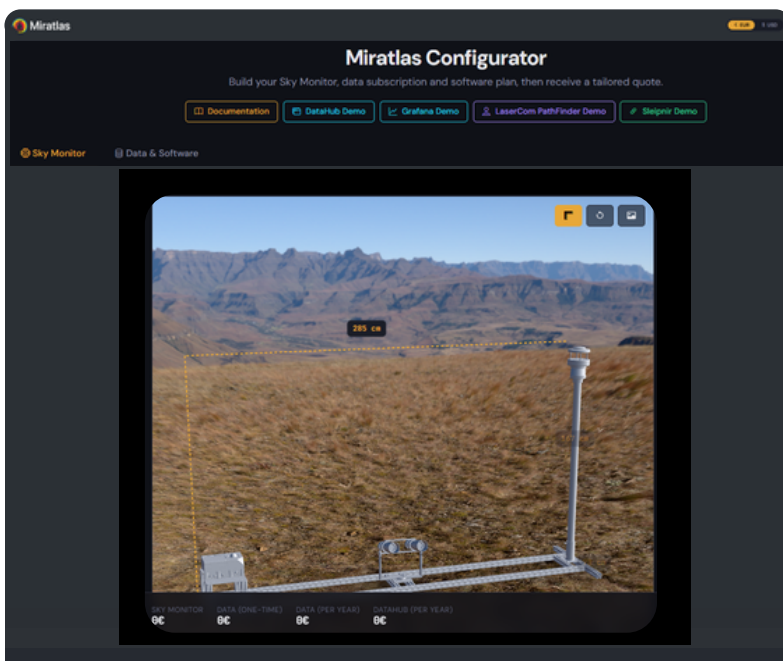 Miratlas
€ EUR
$ USD
Miratlas Configurator
Build your Sky Monitor, data subscription and software plan, then receive a tailored quote.
Documentation
DataHub Demo
Grafana Demo
LaserCom PathFinder Demo
Sleipnir Demo
Sky Monitor
Data & Software
285 cm
SKY MONITOR
DATA (ONE-TIME)
DATA (PER YEAR)
DATAHUB (PER YEAR)
0€
0€
0€
0€